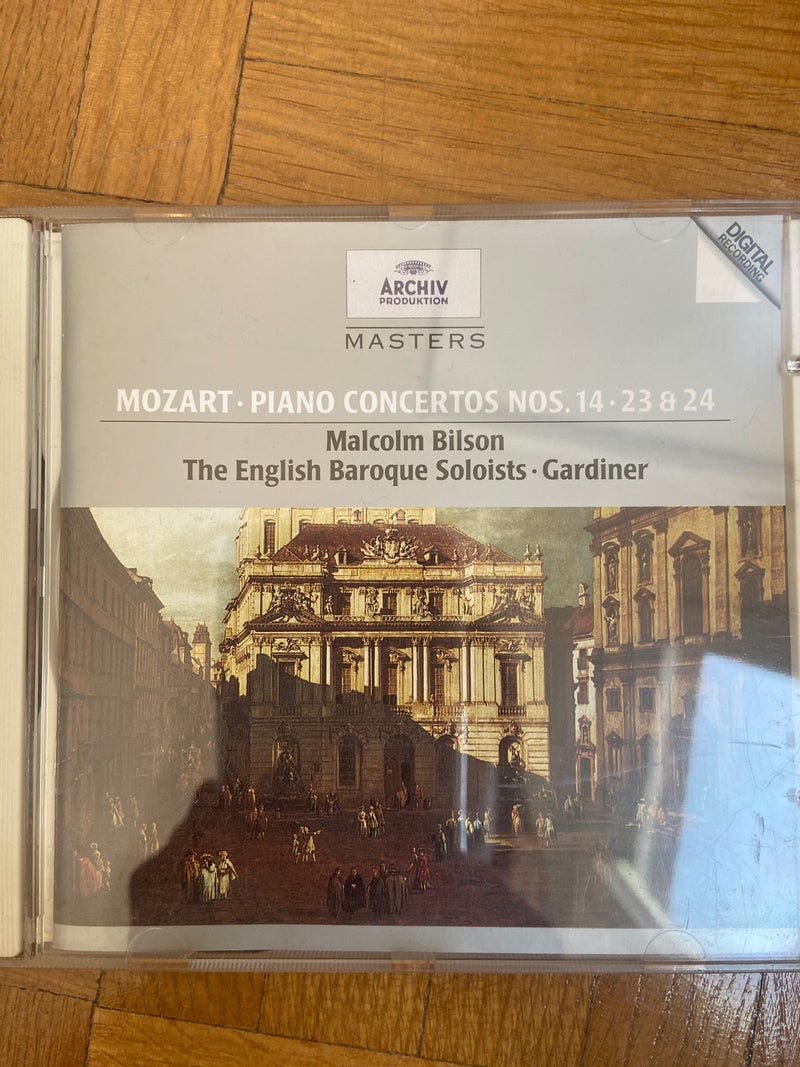 DIGITAL
RECORDING
ARCHIV
PRODUKTION
MASTERS
MOZART · PIANO CONCERTOS NOS. 14 · 23 & 24
Malcolm Bilson
The English Baroque Soloists · Gardiner